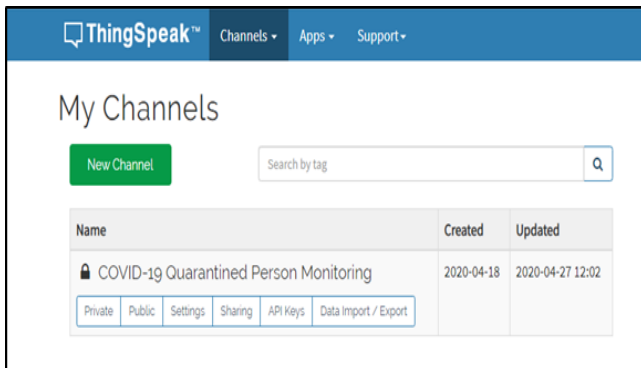 ThingSpeak™ Channels Apps Support
My Channels
New Channel Search by tag
Name Created Updated
COVID-19 Quarantined Person Monitoring 2020-04-18 2020-04-27 12:02
Private Public Settings Sharing API Keys Data Import / Export